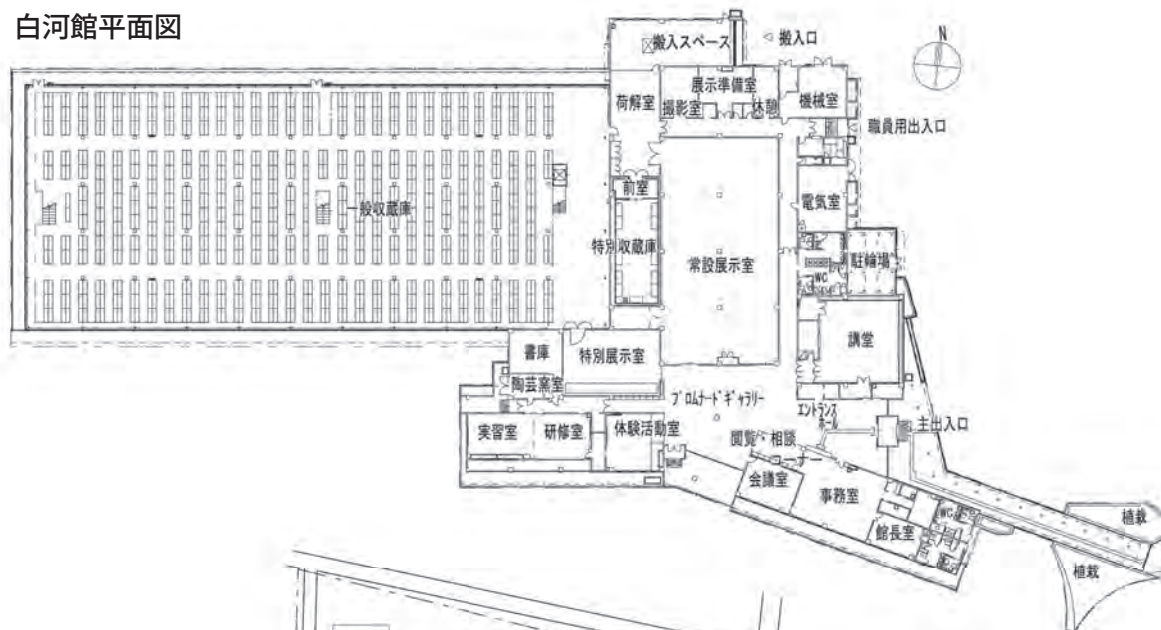 白河館平面図
搬入スペース
搬入口
N
展示準備室
荷解室
撮影室
休憩
機械室
職員用出入口
前室
電気室
一般収蔵庫
特別収蔵庫
常設展示室
駐輪場
WC
講堂
書庫
特別展示室
陶芸窯室
プロムナードギャラリー
エントランス
ホール
主出入口
実習室
研修室
体験活動室
閲覧・相談
コーナー
会議室
事務室
館長室
WC
植栽
植栽